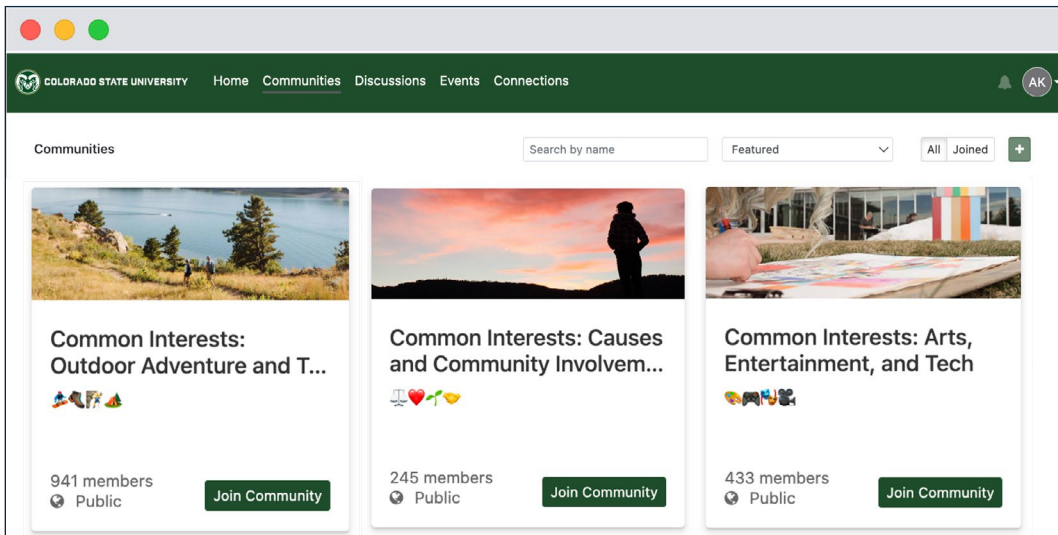 COLORADO STATE UNIVERSITY Home Communities Discussions Events Connections AK
Communities Search by name Featured All Joined +
Common Interests:
Outdoor Adventure and T...
941 members
Public
Join Community
Common Interests: Causes
and Community Involvem...
245 members
Public
Join Community
Common Interests: Arts,
Entertainment, and Tech
433 members
Public
Join Community